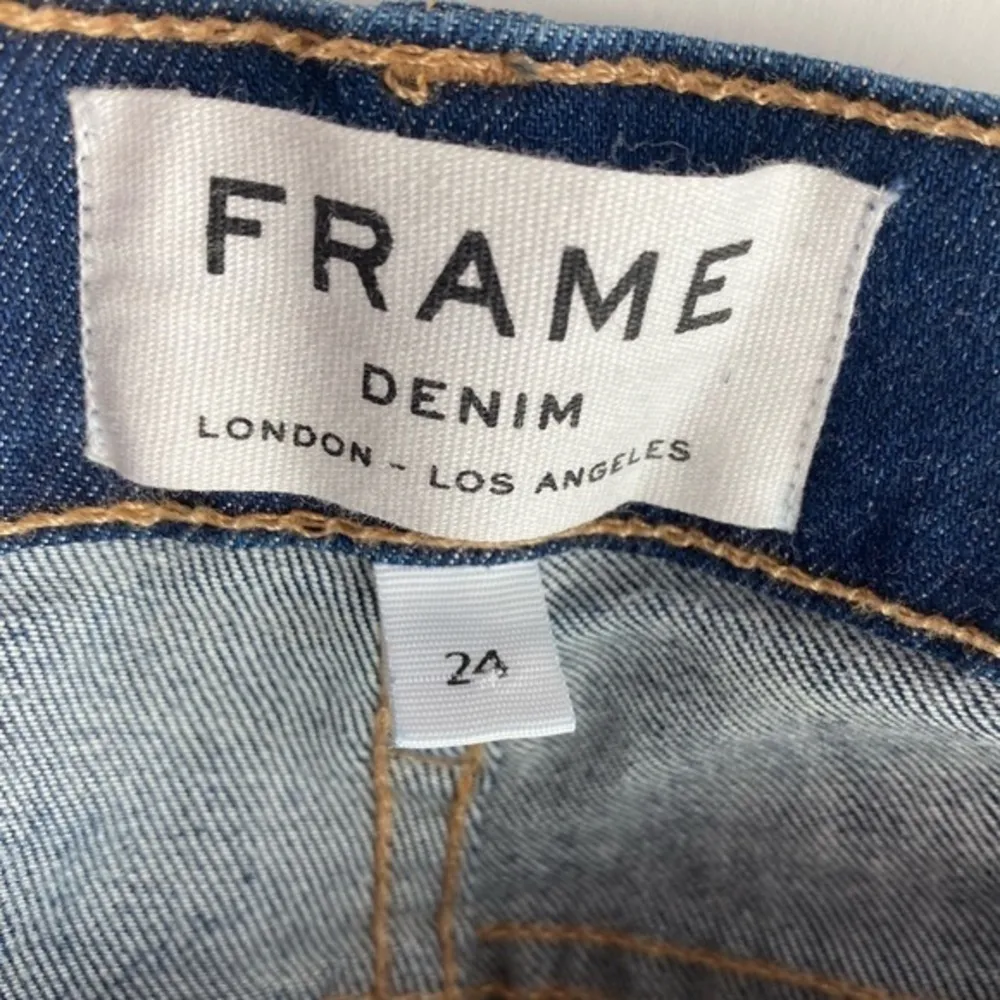 FRAME
DENIM
LONDON - LOS ANGELES
24